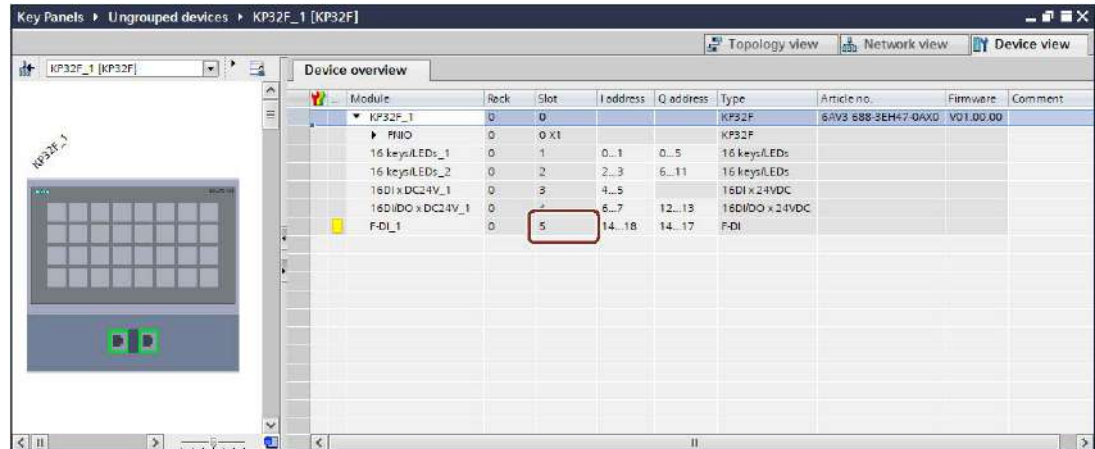 Key Panels ▸ Ungrouped devices ▸ KP32F_1 [KP32F]
Topology view Network view Device view
KP32F_1 [KP32F] Device overview
... Module Rack Slot I address Q address Type Article no. Firmware Comment
KP32F_1 0 0 KP32F 6AV3 688-3EH47-0AX0 V01.00.00
PNIO 0 0 X1 KP32F
16 keys/LEDs_1 0 1 0...1 0...5 16 keys/LEDs
16 keys/LEDs_2 0 2 2...3 6...11 16 keys/LEDs
16DI x DC24V_1 0 3 4...5 16DI x 24VDC
16DI/DO x DC24V_1 0 4 6...7 12...13 16DI/DO x 24VDC
F-DI_1 0 5 14...18 14...17 F-DI
KP32F_1